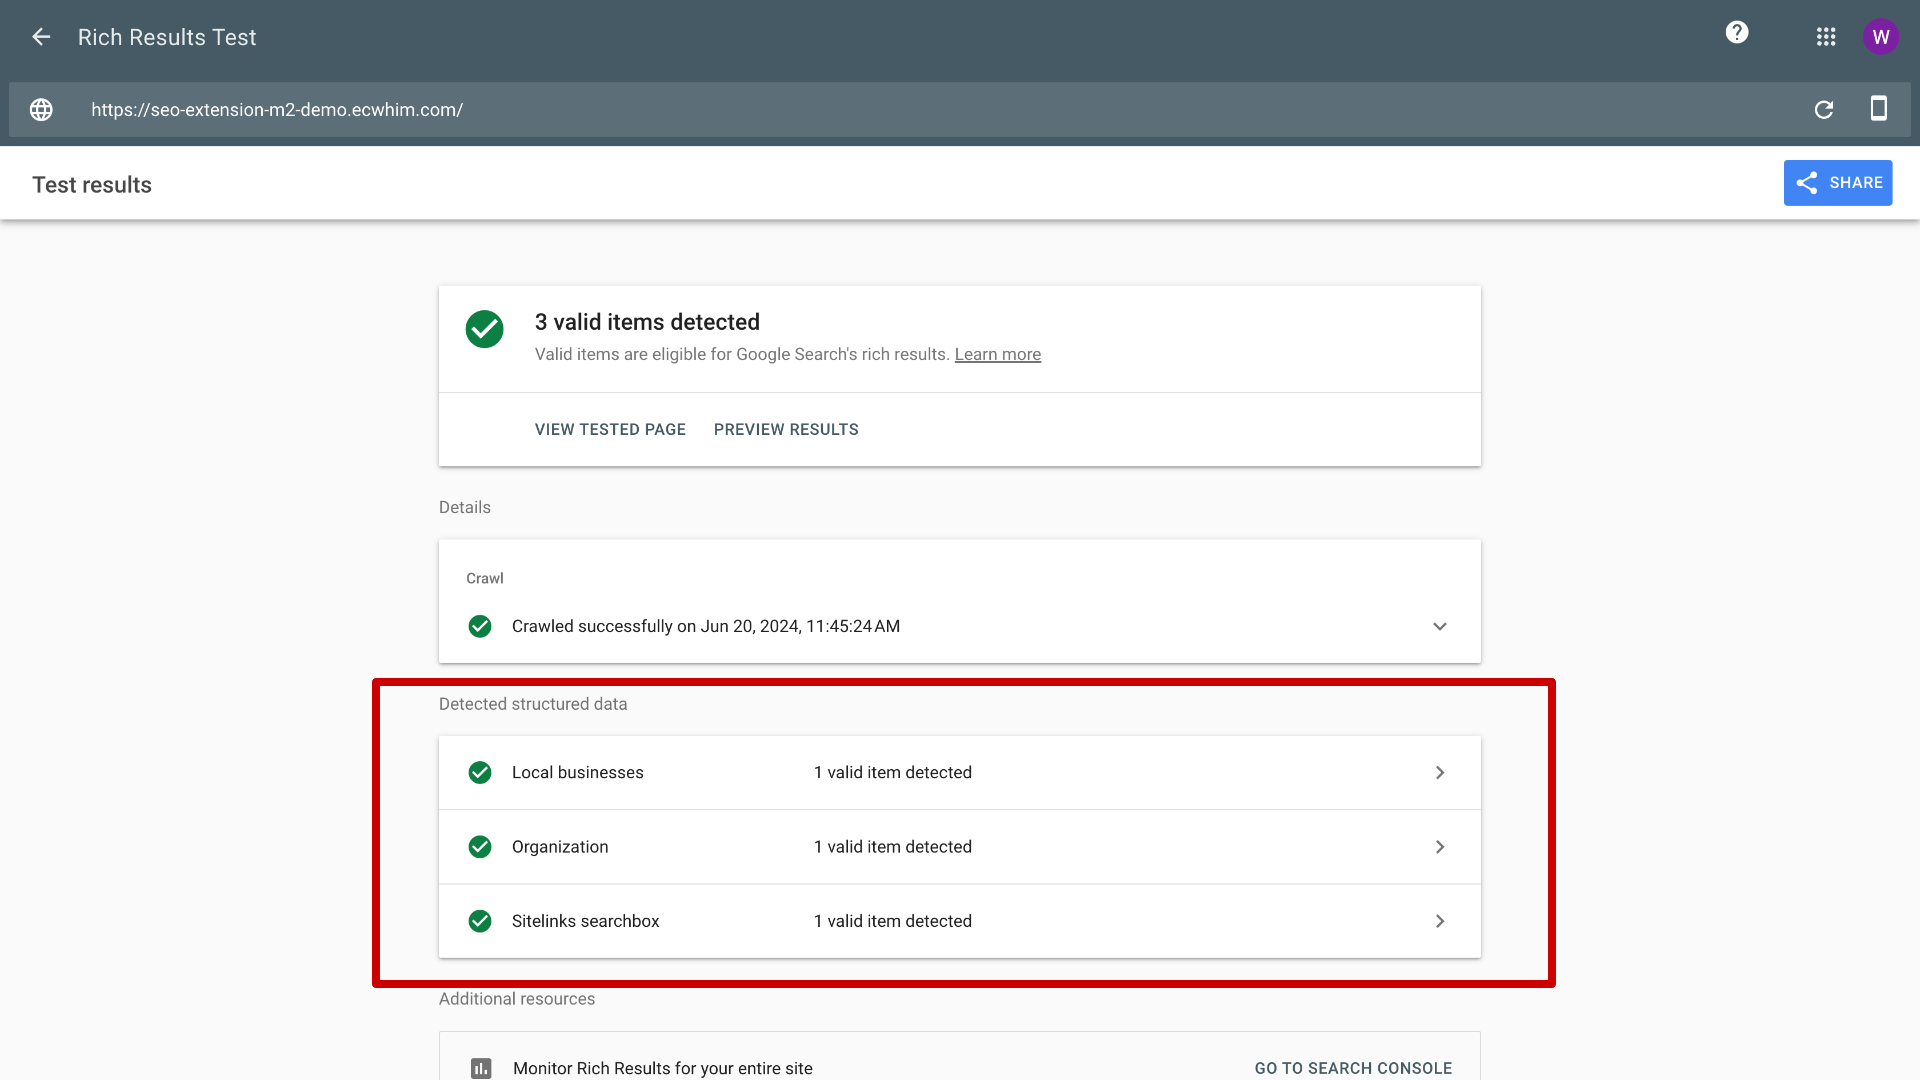 Rich Results Test
W
https://seo-extension-m2-demo.ecwhim.com/
Test results
SHARE
3 valid items detected
Valid items are eligible for Google Search's rich results. Learn more
VIEW TESTED PAGE PREVIEW RESULTS
Details
Crawl
Crawled successfully on Jun 20, 2024, 11:45:24 AM
Detected structured data
Local businesses 1 valid item detected
Organization 1 valid item detected
Sitelinks searchbox 1 valid item detected
Additional resources
Monitor Rich Results for your entire site GO TO SEARCH CONSOLE